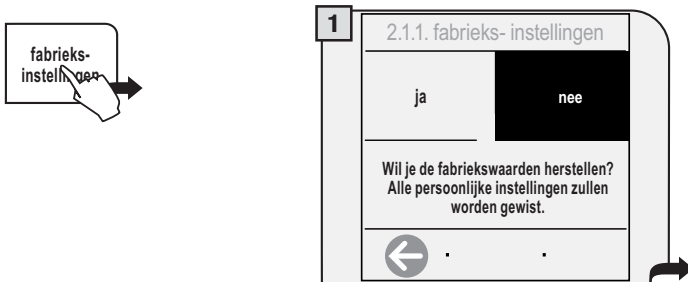 fabrieks-
instellingen
1
2.1.1. fabrieks- instellingen
ja
nee
Wil je de fabriekswaarden herstellen?
Alle persoonlijke instellingen zullen
worden gewist.